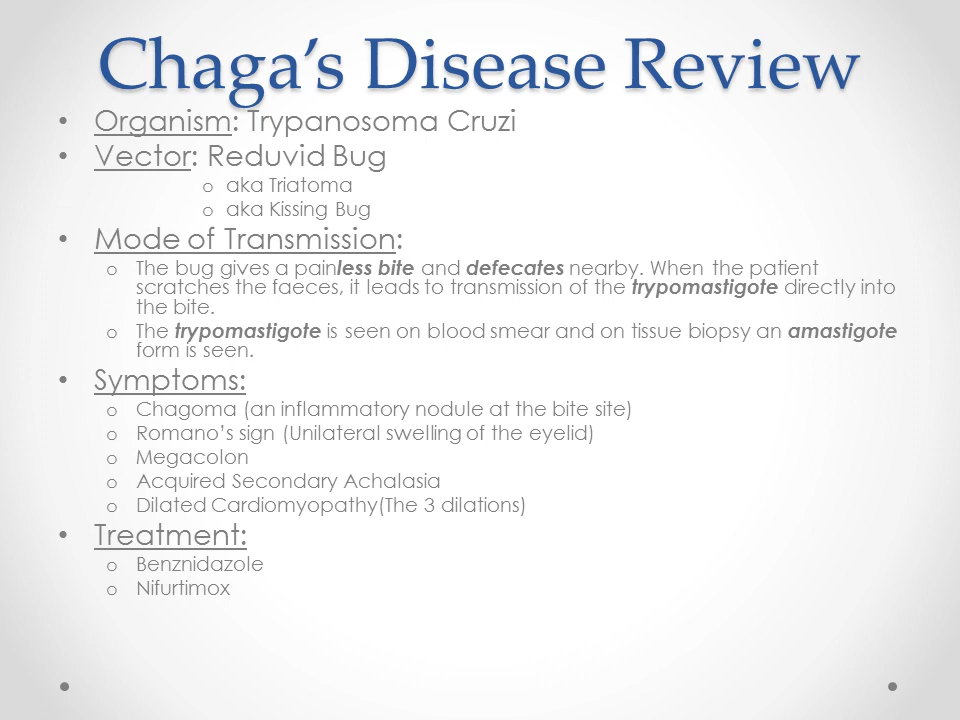 Chaga’s Disease Review
• Organism: Trypanosoma Cruzi
• Vector: Reduvid Bug
o aka Triatoma
o aka Kissing Bug
• Mode of Transmission:
o The bug gives a painless bite and defecates nearby. When the patient
scratches the faeces, it leads to transmission of the trypomastigote directly into
the bite.
o The trypomastigote is seen on blood smear and on tissue biopsy an amastigote
form is seen.
• Symptoms:
o Chagoma (an inflammatory nodule at the bite site)
o Romano’s sign (Unilateral swelling of the eyelid)
o Megacolon
o Acquired Secondary Achalasia
o Dilated Cardiomyopathy(The 3 dilations)
• Treatment:
o Benznidazole
o Nifurtimox